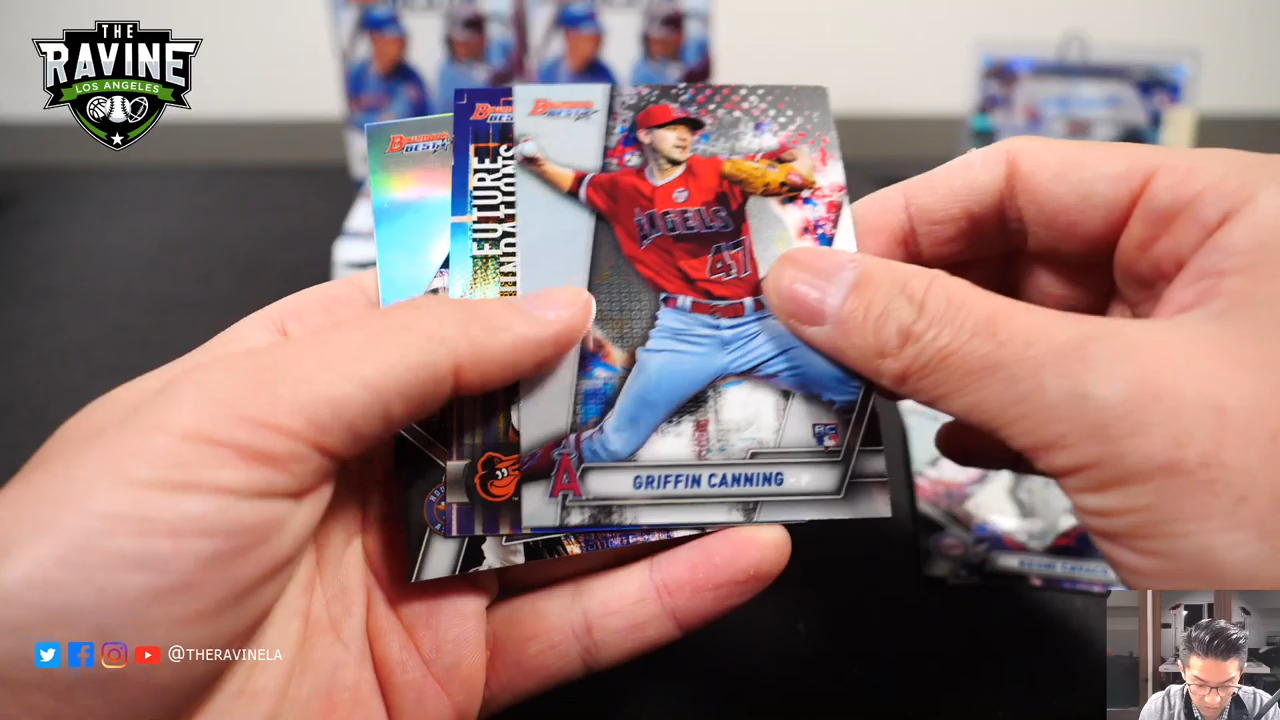 THE
RAVINE
LOS ANGELES
BOWMAN'S
BEST
FUTURE
ANGELS
47
RC
A
GRIFFIN CANNING
@THERAVINELA